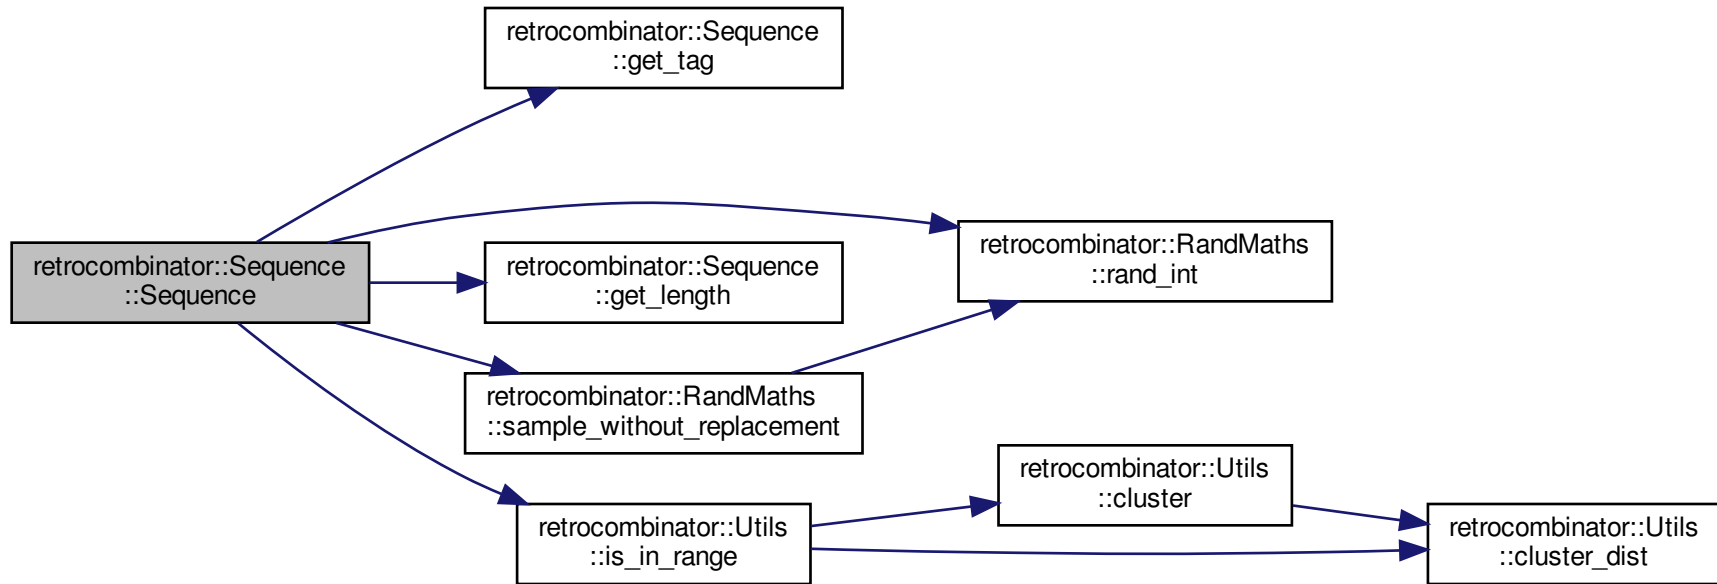 retrocombinator::Sequence
::get_tag
retrocombinator::RandMaths
::rand_int
retrocombinator::Sequence
::Sequence
retrocombinator::Sequence
::get_length
retrocombinator::RandMaths
::sample_without_replacement
retrocombinator::Utils
::cluster
retrocombinator::Utils
::is_in_range
retrocombinator::Utils
::cluster_dist